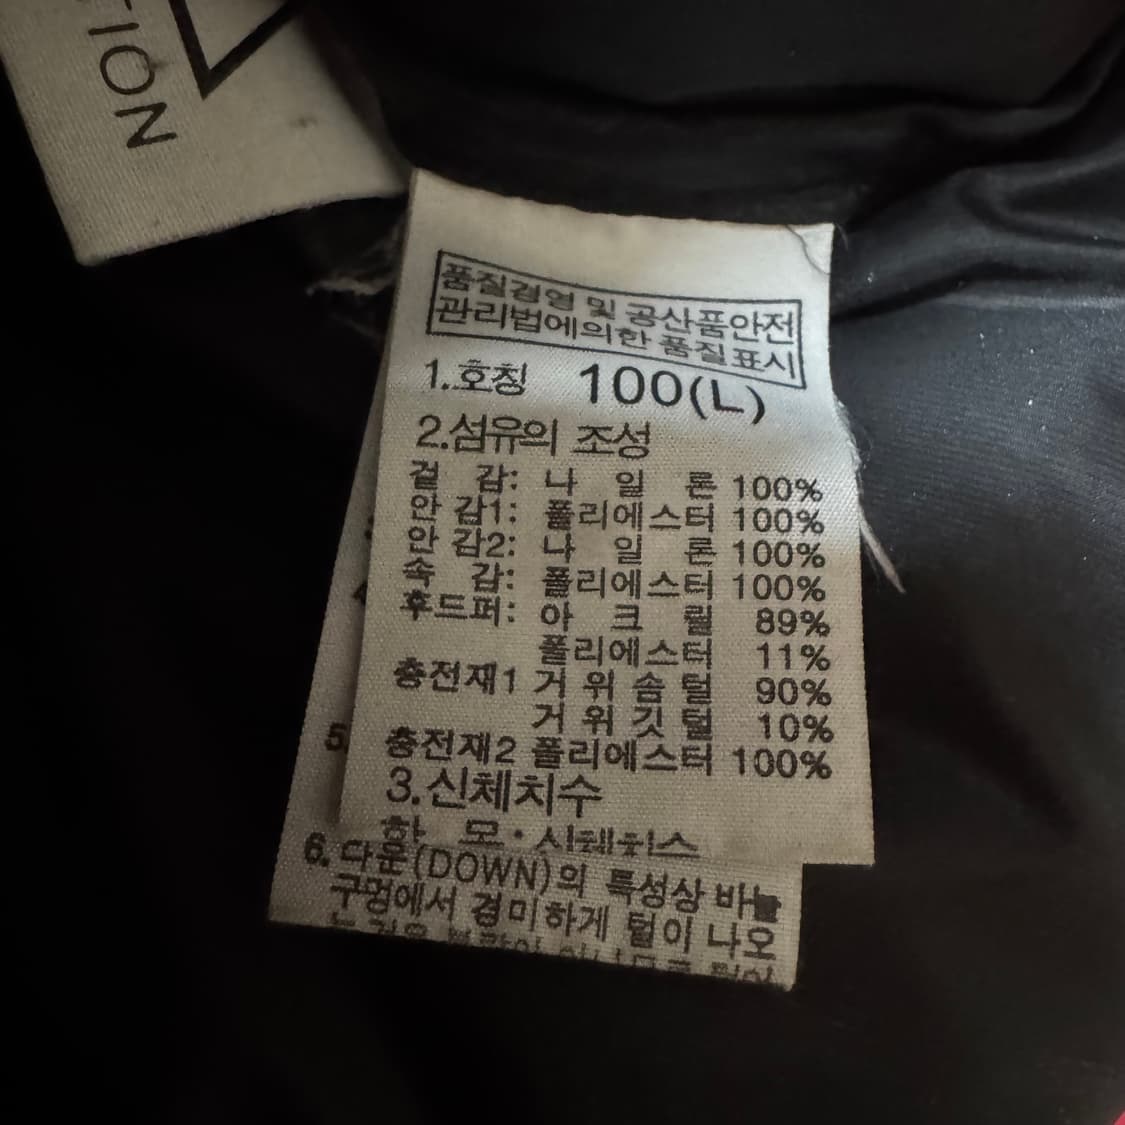 TION
품질경영 및 공산품안전
관리법에의한 품질표시
1.호칭 100(L)
2.섬유의 조성
겉 감: 나 일 론 100%
안 감1: 폴리에스터 100%
안 감2: 나 일 론 100%
속 감: 폴리에스터 100%
후드퍼: 아 크 릴 89%
폴리에스터 11%
충전재1 거 위 솜 털 90%
거 위 깃 털 10%
충전재2 폴리에스터 100%
3.신체치수
5
6. 다운(DOWN)의 특성상 바늘
구멍에서 경미하게 털이 나오